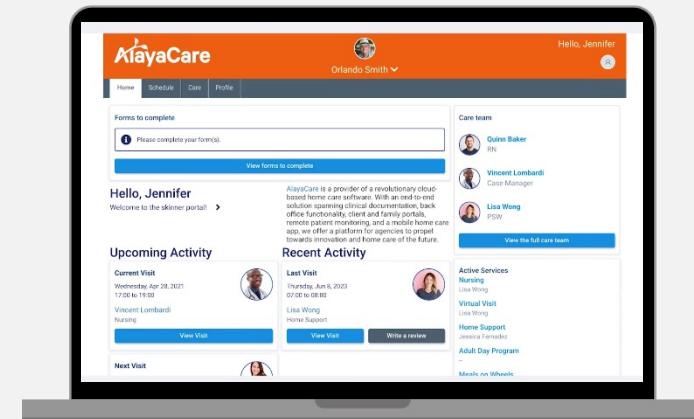 AlayaCare
Hello, Jennifer
Orlando Smith
Home
Schedule
Care
Profile
Forms to complete
Please complete your form(s).
View forms to complete
Hello, Jennifer
Welcome to the skinner portal!
AlayaCare is a provider of a revolutionary cloud-
based home care software. With an end-to-end
solution spanning clinical documentation, back
office functionality, client and family portals,
remote patient monitoring, and a mobile home care
app, we offer a platform for agencies to propel
towards innovation and home care of the future.
Upcoming Activity
Current Visit
Wednesday, Apr 28, 2021
17:00 to 19:00
Vincent Lombardi
Nursing
View Visit
Next Visit
Recent Activity
Last Visit
Thursday, Jun 8, 2023
07:00 to 08:00
Lisa Wong
Home Support
View Visit
Write a review
Care team
Quinn Baker
RN
Vincent Lombardi
Case Manager
Lisa Wong
PSW
View the full care team
Active Services
Nursing
Lisa Wong
Virtual Visit
Lisa Wong
Home Support
Jessica Fernadez
Adult Day Program
--
Meals on Wheels